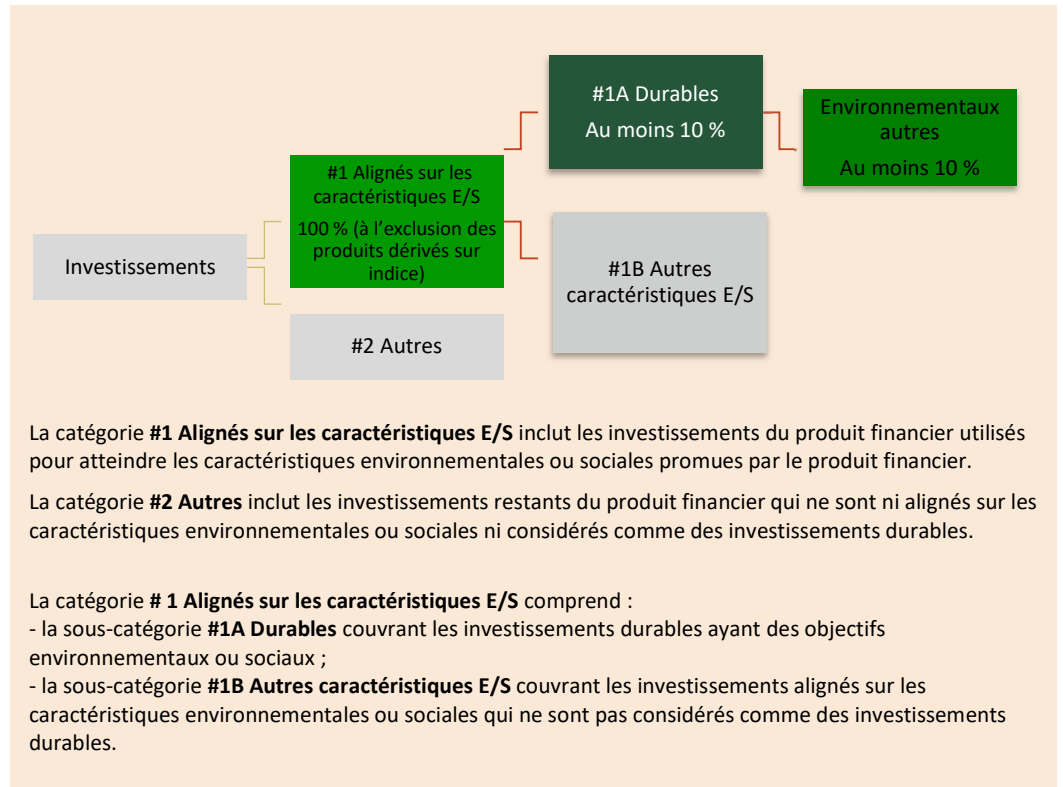 #1A Durables
Au moins 10 %
Environnementaux
autres
Au moins 10 %
#1 Alignés sur les
caractéristiques E/S
100 % (à l’exclusion des
produits dérivés sur
indice)
Investissements
#1B Autres
caractéristiques E/S
#2 Autres
La catégorie #1 Alignés sur les caractéristiques E/S inclut les investissements du produit financier utilisés
pour atteindre les caractéristiques environnementales ou sociales promues par le produit financier.
La catégorie #2 Autres inclut les investissements restants du produit financier qui ne sont ni alignés sur les
caractéristiques environnementales ou sociales ni considérés comme des investissements durables.
La catégorie # 1 Alignés sur les caractéristiques E/S comprend :
- la sous-catégorie #1A Durables couvrant les investissements durables ayant des objectifs
environnementaux ou sociaux ;
- la sous-catégorie #1B Autres caractéristiques E/S couvrant les investissements alignés sur les
caractéristiques environnementales ou sociales qui ne sont pas considérés comme des investissements
durables.